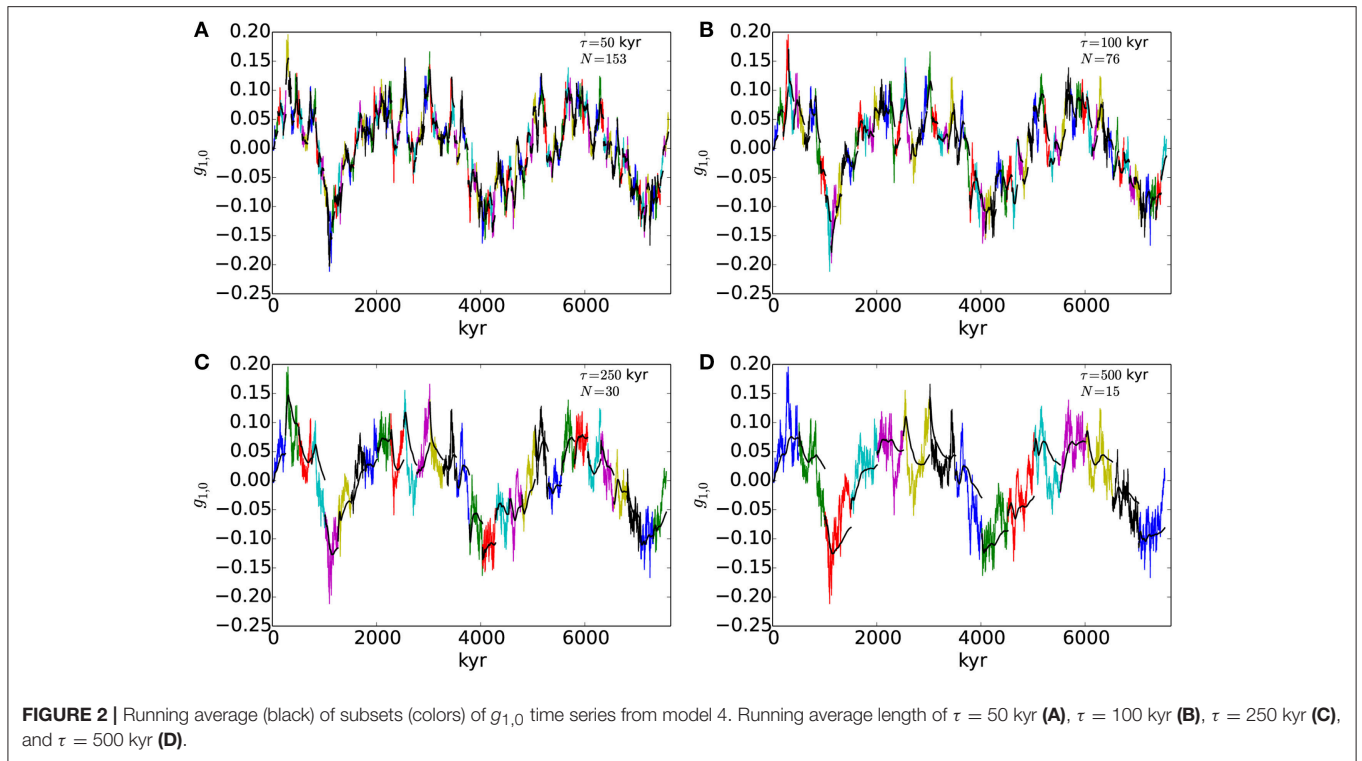 A
B
τ=50 kyr
N=153
τ=100 kyr
N=76
0.20
0.15
0.10
0.05
0.00
−0.05
−0.10
−0.15
−0.20
−0.25
g1,0
0
2000
4000
6000
kyr
0.20
0.15
0.10
0.05
0.00
−0.05
−0.10
−0.15
−0.20
−0.25
g1,0
0
2000
4000
6000
kyr
C
D
τ=250 kyr
N=30
τ=500 kyr
N=15
0.20
0.15
0.10
0.05
0.00
−0.05
−0.10
−0.15
−0.20
−0.25
g1,0
0
2000
4000
6000
kyr
0.20
0.15
0.10
0.05
0.00
−0.05
−0.10
−0.15
−0.20
−0.25
g1,0
0
2000
4000
6000
kyr
FIGURE 2 | Running average (black) of subsets (colors) of g1,0 time series from model 4. Running average length of τ = 50 kyr (A), τ = 100 kyr (B), τ = 250 kyr (C),
and τ = 500 kyr (D).